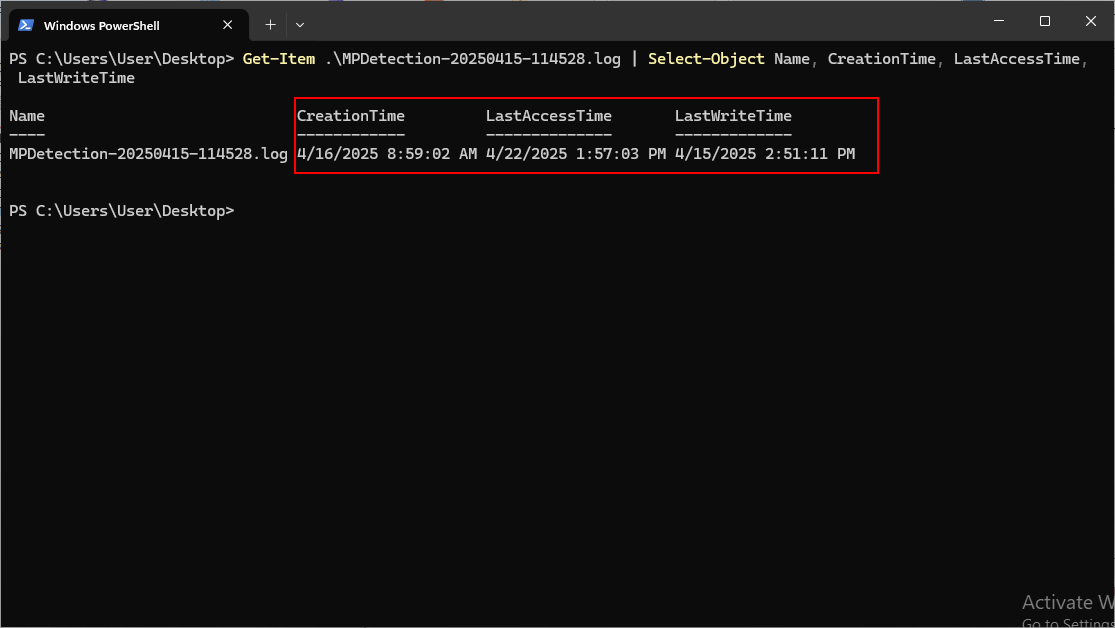 Windows PowerShell
PS C:\Users\User\Desktop> Get-Item .\MPDetection-20250415-114528.log | Select-Object Name, CreationTime, LastAccessTime,
LastWriteTime
Name CreationTime LastAccessTime LastWriteTime
---- ------------ -------------- -------------
MPDetection-20250415-114528.log 4/16/2025 8:59:02 AM 4/22/2025 1:57:03 PM 4/15/2025 2:51:11 PM
PS C:\Users\User\Desktop>
Activate W
Go to Settings